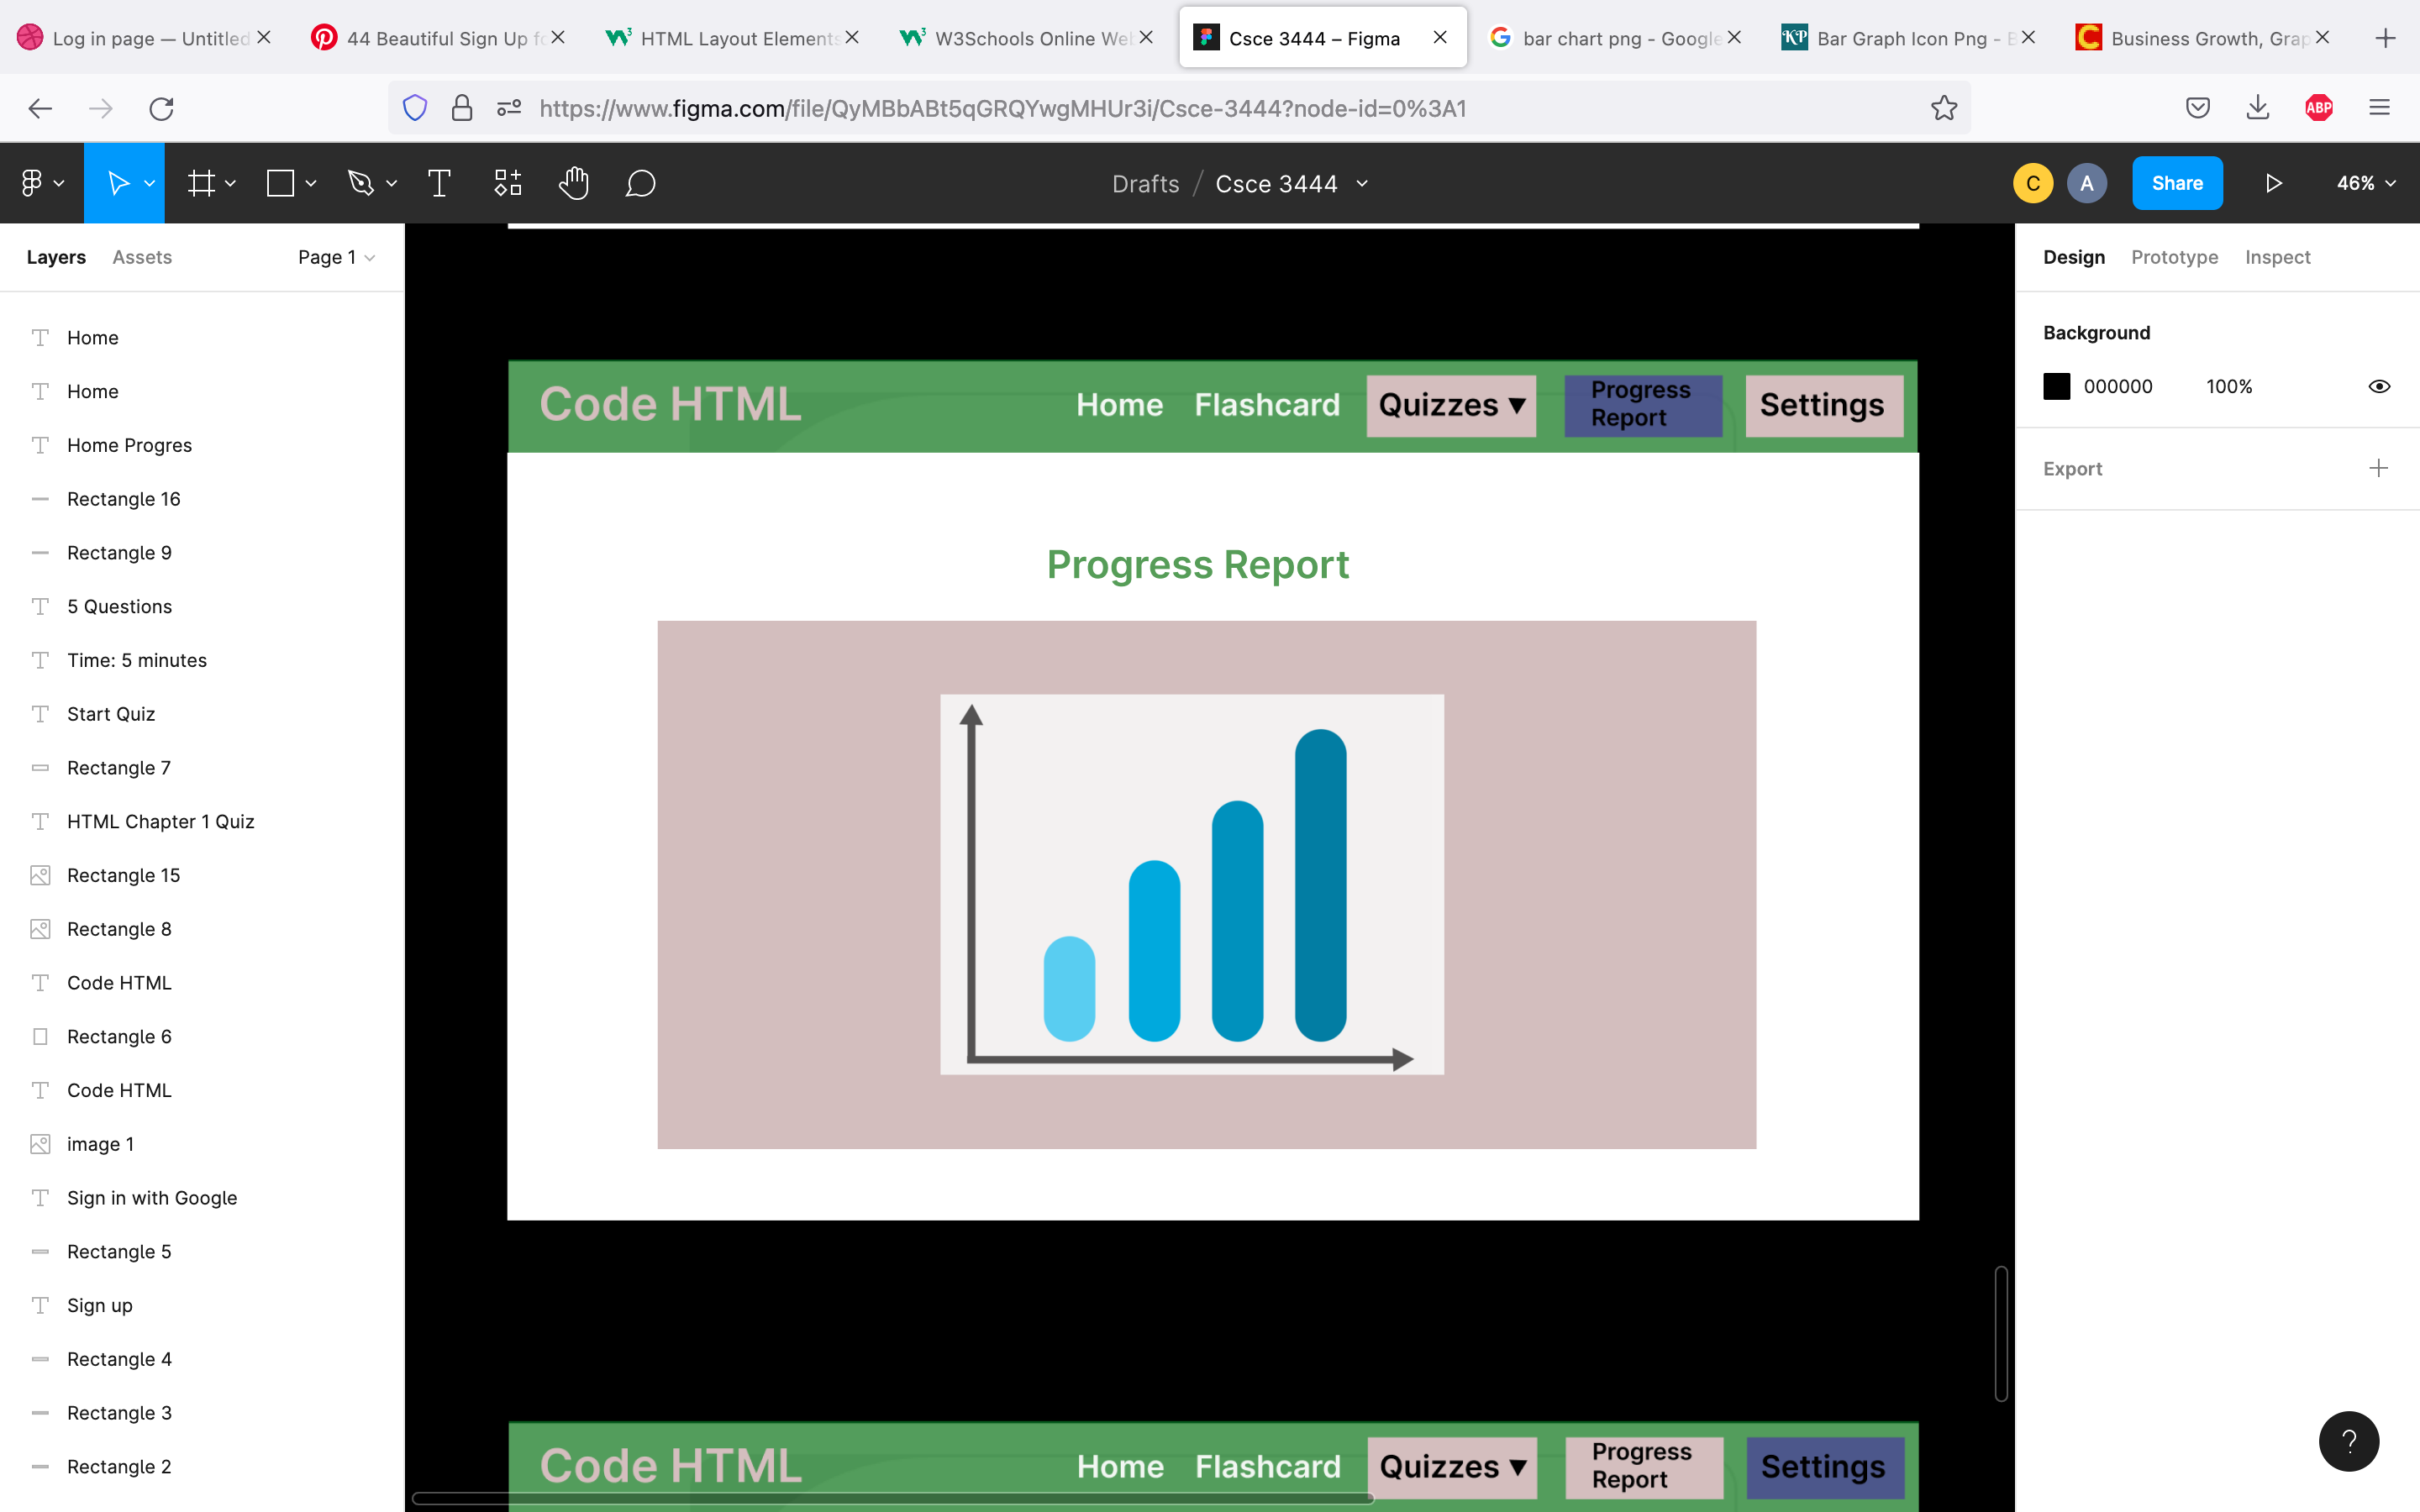 Log in page — Untitled
44 Beautiful Sign Up fo
HTML Layout Elements
W3Schools Online Web
Csce 3444 – Figma
bar chart png - Google
Bar Graph Icon Png - B
Business Growth, Grap
https://www.figma.com/file/QyMBbABt5qGRQYwgMHUr3i/Csce-3444?node-id=0%3A1
ABP
Drafts / Csce 3444
C
A
Share
46%
Layers
Assets
Page 1
Home
Home
Home Progres
Rectangle 16
Rectangle 9
5 Questions
Time: 5 minutes
Start Quiz
Rectangle 7
HTML Chapter 1 Quiz
Rectangle 15
Rectangle 8
Code HTML
Rectangle 6
Code HTML
image 1
Sign in with Google
Rectangle 5
Sign up
Rectangle 4
Rectangle 3
Rectangle 2
Code HTML
Home
Flashcard
Quizzes ▼
Progress
Report
Settings
Progress Report
Code HTML
Home
Flashcard
Quizzes ▼
Progress
Report
Settings
Design
Prototype
Inspect
Background
000000
100%
Export
?